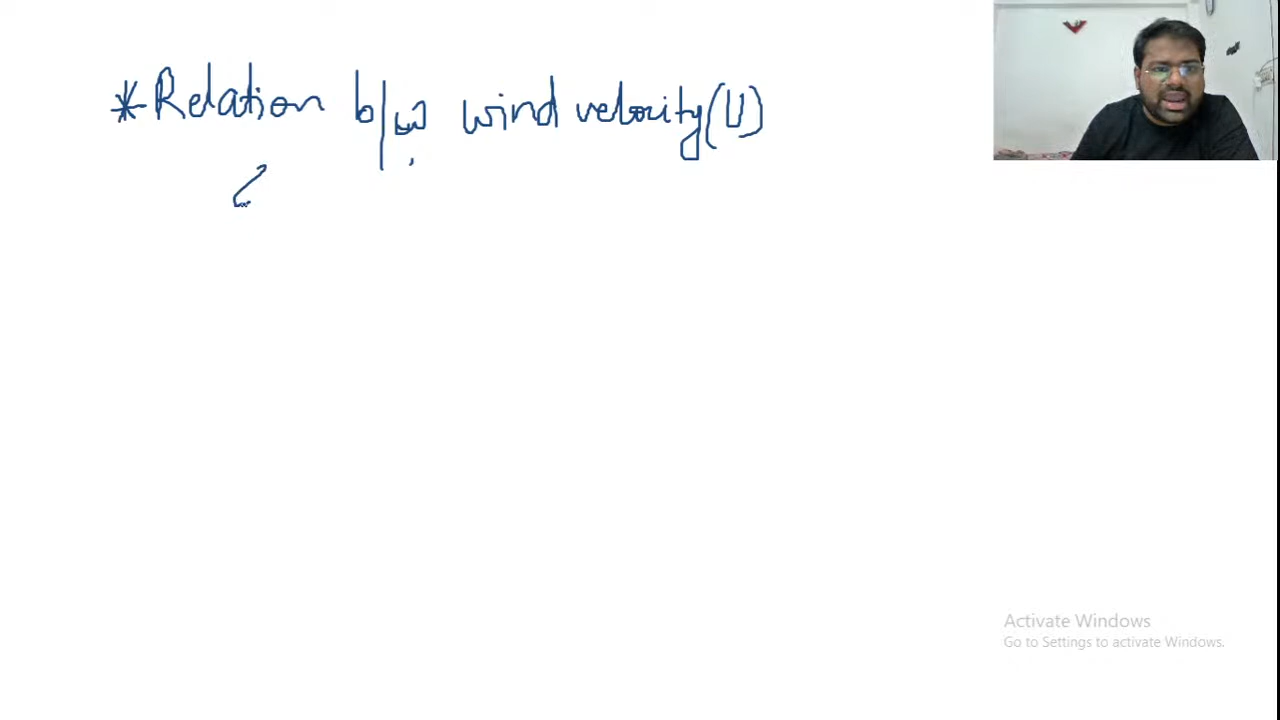 *Relation b/w wind velocity(U)
Activate Windows
Go to Settings to activate Windows.